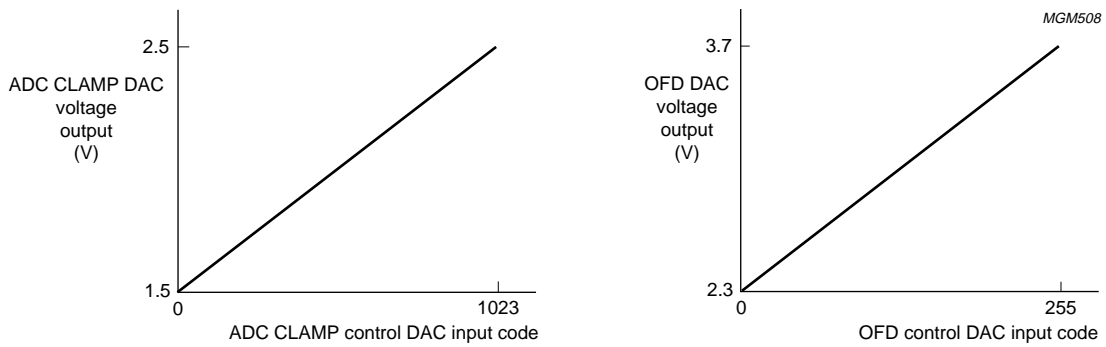 2.5
ADC CLAMP DAC
voltage
output
(V)
1.5
0
1023
ADC CLAMP control DAC input code
MGM508
3.7
OFD DAC
voltage
output
(V)
2.3
0
255
OFD control DAC input code